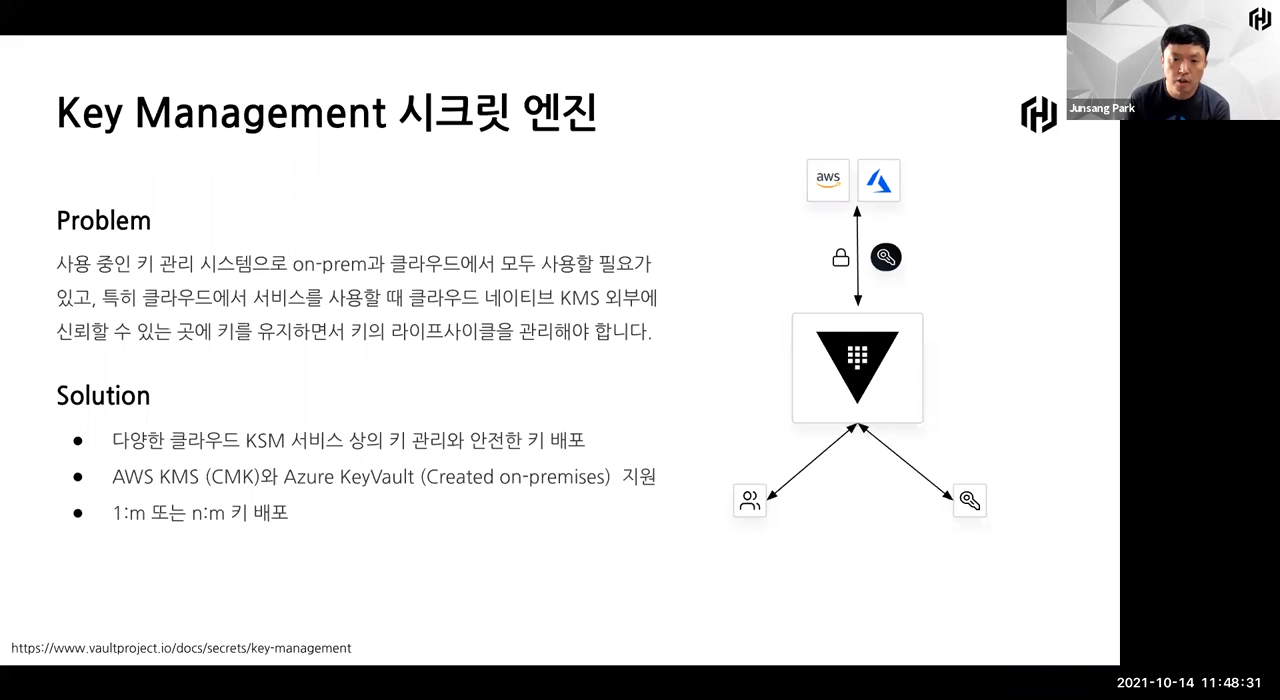 Key Management 시크릿 엔진
Junsang Park
Problem
사용 중인 키 관리 시스템으로 on-prem과 클라우드에서 모두 사용할 필요가
있고, 특히 클라우드에서 서비스를 사용할 때 클라우드 네이티브 KMS 외부에
신뢰할 수 있는 곳에 키를 유지하면서 키의 라이프사이클을 관리해야 합니다.
Solution
● 다양한 클라우드 KSM 서비스 상의 키 관리와 안전한 키 배포
● AWS KMS (CMK)와 Azure KeyVault (Created on-premises) 지원
● 1:m 또는 n:m 키 배포
aws
https://www.vaultproject.io/docs/secrets/key-management
2021-10-14 11:48:31